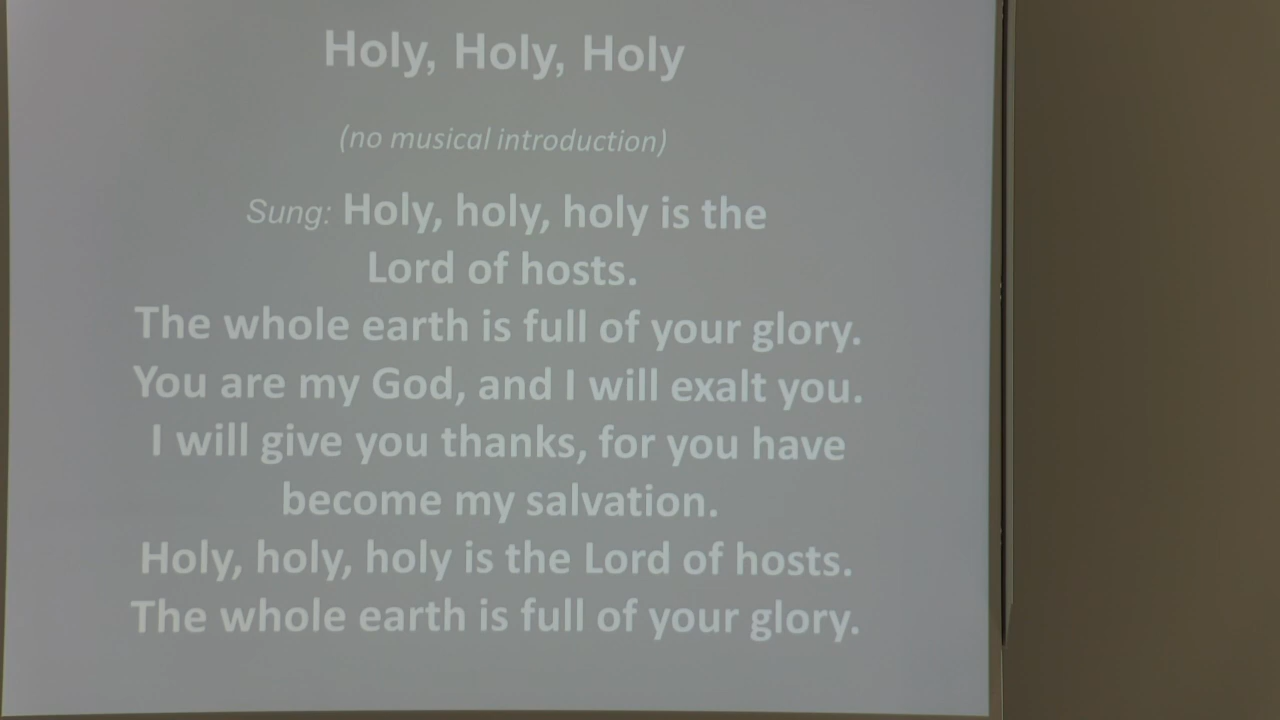 Holy, Holy, Holy
(no musical introduction)
Sung: Holy, holy, holy is the
Lord of hosts.
The whole earth is full of your glory.
You are my God, and I will exalt you.
I will give you thanks, for you have
become my salvation.
Holy, holy, holy is the Lord of hosts.
The whole earth is full of your glory.